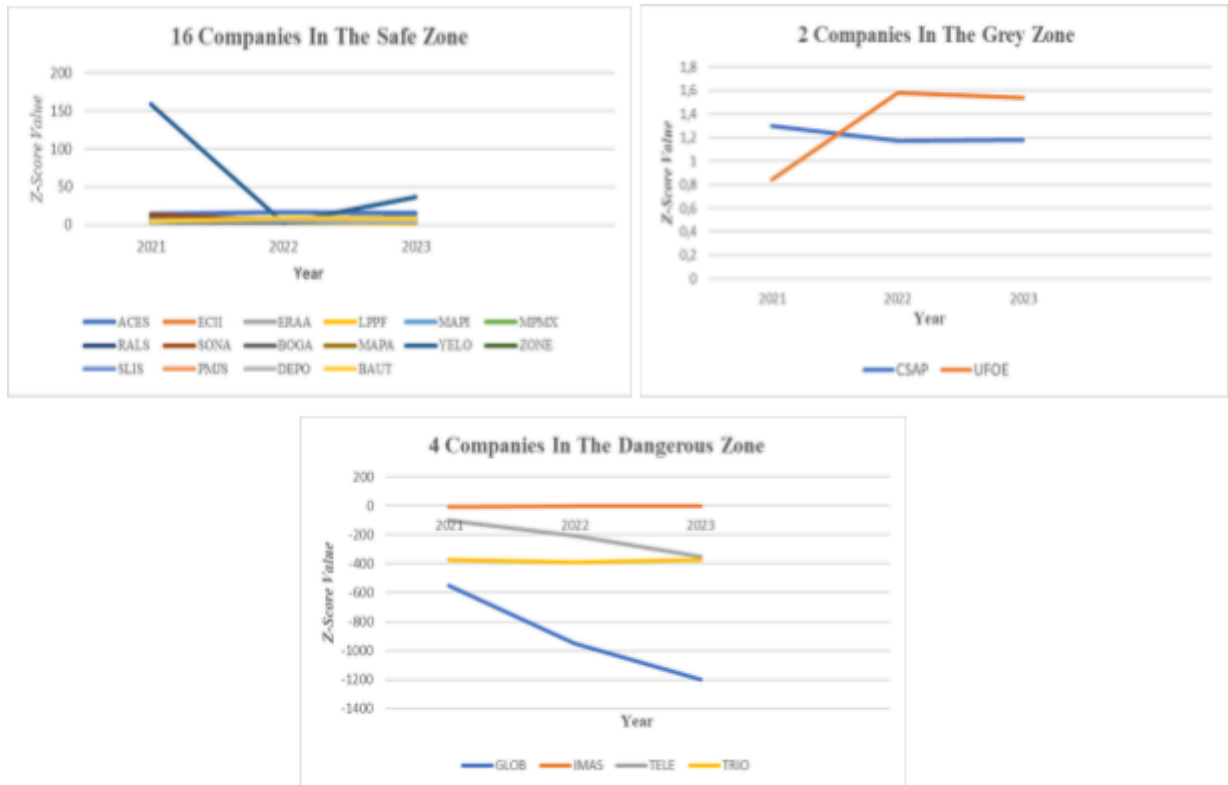 16 Companies In The Safe Zone
200
150
100
50
0
Z-Score Value
2021 2022 2023
Year
ACES ECII ERAA LPPF MAPI MPMX
RALS SONA BOGA MAPA YELO ZONE
SLIS PMJS DEPO BAUT
2 Companies In The Grey Zone
1,8
1,6
1,4
1,2
1
0,8
0,6
0,4
0,2
0
Z-Score Value
2021 2022 2023
Year
CSAP UFOE
4 Companies In The Dangerous Zone
200
0
-200
-400
-600
-800
-1000
-1200
-1400
Z-Score Value
2021 2022 2023
Year
GLOB IMAS TELE TRIO